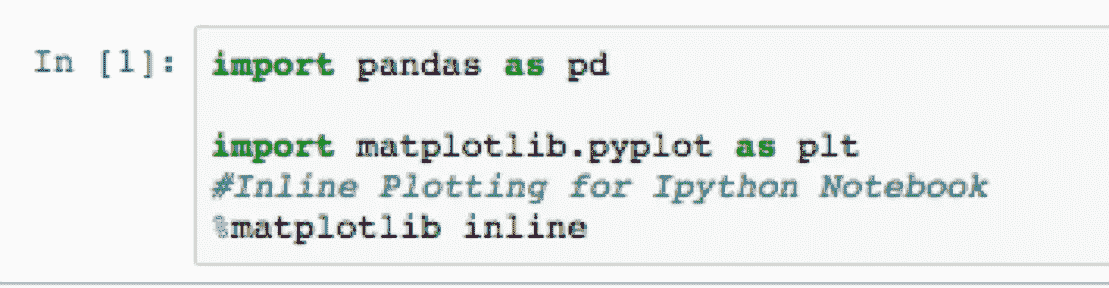 In [1]: import pandas as pd
import matplotlib.pyplot as plt
#Inline Plotting for Ipython Notebook
%matplotlib inline